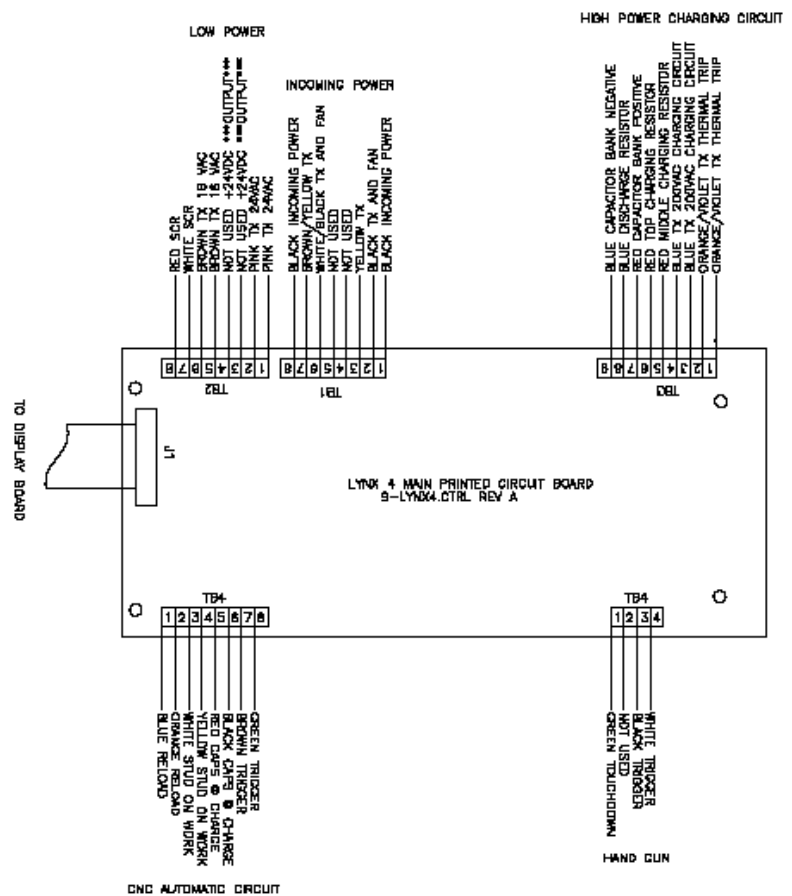 HIGH POWER CHARGING CIRCUIT
LOW POWER
INCOMING POWER
RED SCR
WHITE SCR
BROWN TX 18 VAC
BROWN TX 18 VAC
NOT USED +24VDC ***OUTPUT***
NOT USED +24VDC ***OUTPUT***
PINK TX 24VAC
PINK TX 24VAC
BLACK INCOMING POWER
BROWN/YELLOW TX
WHITE/BLACK TX AND FAN
NOT USED
NOT USED
YELLOW TX
BLACK TX AND FAN
BLACK INCOMING POWER
BLUE CAPACITOR BANK NEGATIVE
BLUE DISCHARGE RESISTOR
RED CAPACITOR BANK POSITIVE
RED TOP CHARGING RESISTOR
RED MIDDLE CHARGING RESISTOR
BLUE TX 200VAC CHARGING CIRCUIT
BLUE TX 200VAC CHARGING CIRCUIT
ORANGE/VIOLET TX THERMAL TRIP
ORANGE/VIOLET TX THERMAL TRIP
8 7 6 5 4 3 2 1
TB2
8 7 6 5 4 3 2 1
TB1
9 8 7 6 5 4 3 2 1
TB3
TO DISPLAY BOARD
J1
LYNX 4 MAIN PRINTED CIRCUIT BOARD
9-LYNX4.CTRL REV A
TB4
1 2 3 4 5 6 7 8
TB4
1 2 3 4
BLUE RELOAD
ORANGE RELOAD
WHITE STUD ON WORK
YELLOW STUD ON WORK
RED CAPS @ CHARGE
BLACK CAPS @ CHARGE
BROWN TRIGGER
GREEN TRIGGER
GREEN TOUCHDOWN
NOT USED
BLACK TRIGGER
WHITE TRIGGER
HAND GUN
CNC AUTOMATIC CIRCUIT